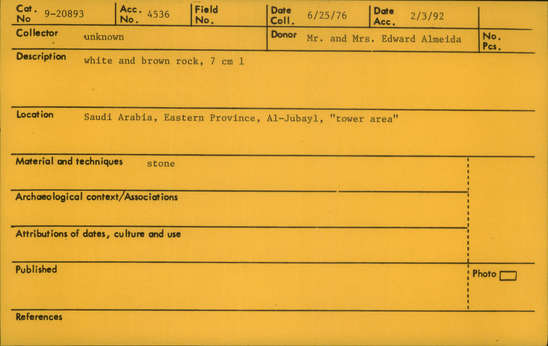 Cat. No 9-20893 Acc. No. 4536 Field No. Date Coll. 6/25/76 Date Acc. 2/3/92
Collector unknown Donor Mr. and Mrs. Edward Almeida No. Pcs.
Description white and brown rock, 7 cm l
Location Saudi Arabia, Eastern Province, Al-Jubayl, "tower area"
Material and techniques stone
Archaeological context/Associations
Attributions of dates, culture and use
Published Photo
References